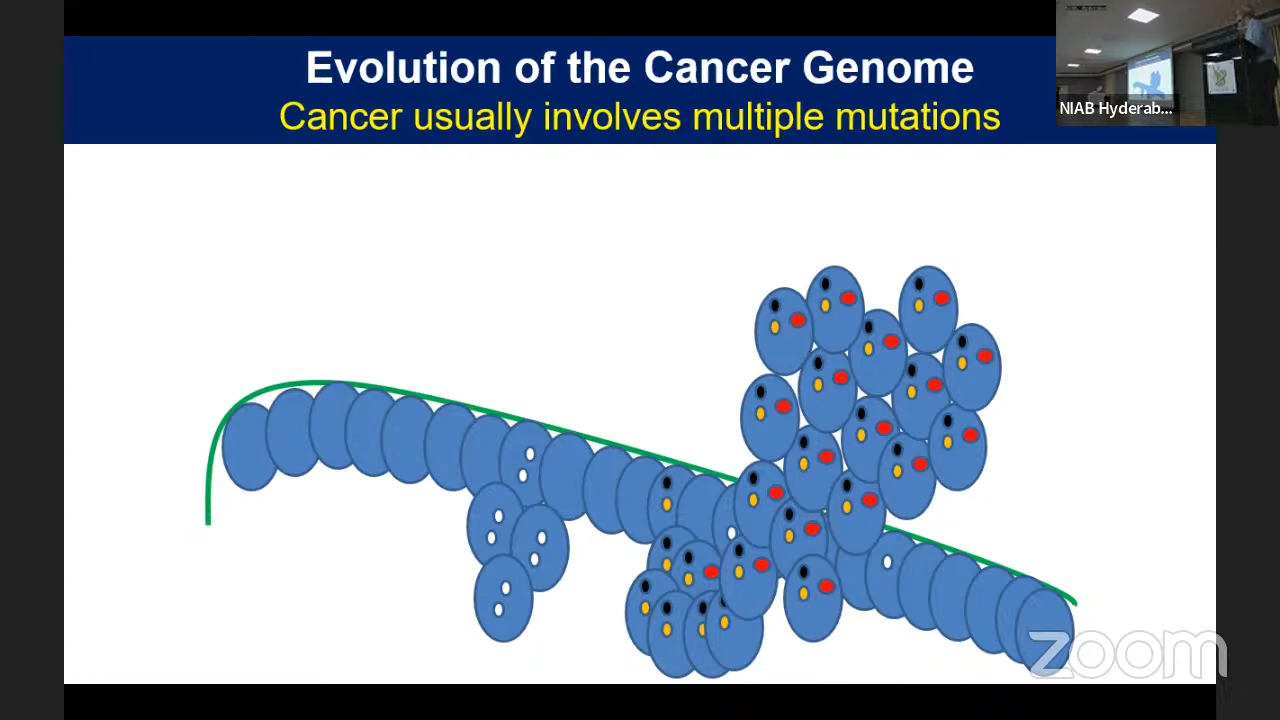 Evolution of the Cancer Genome
Cancer usually involves multiple mutations
NIAB Hyderab...
zoom